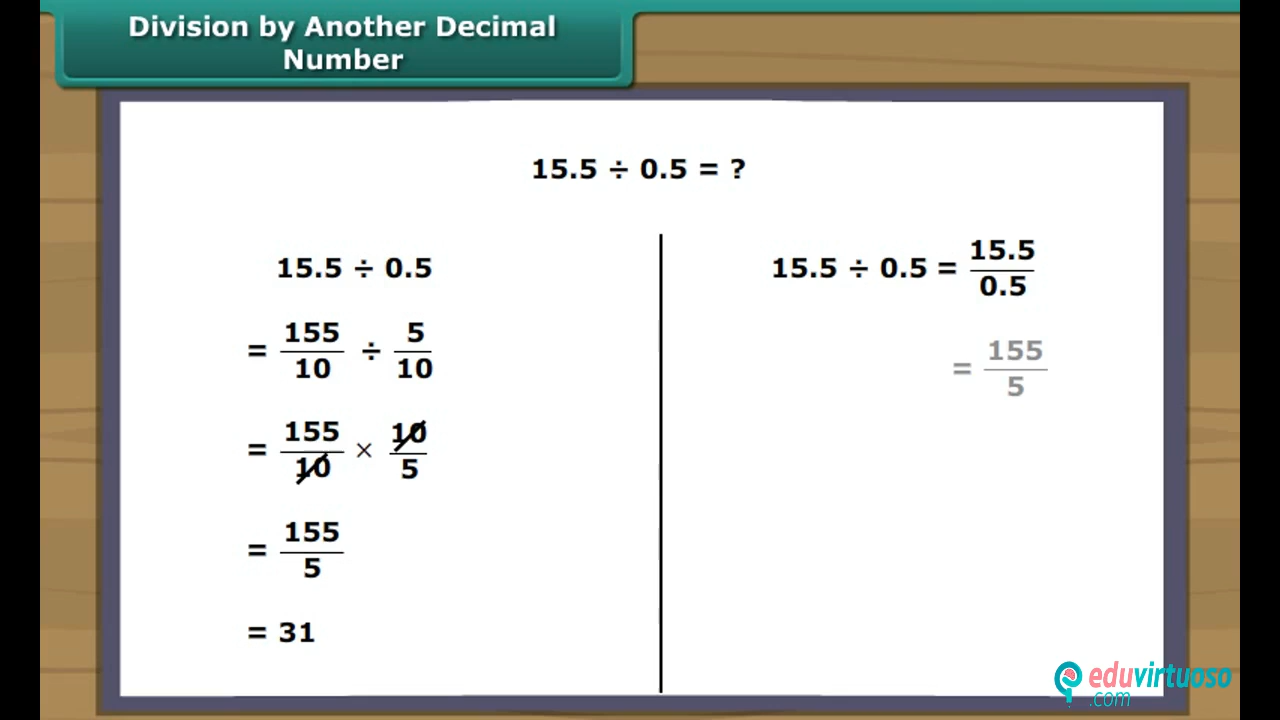 Division by Another Decimal
Number
15.5 ÷ 0.5 = ?
15.5 ÷ 0.5
= 155/10 ÷ 5/10
= 155/10 × 10/5
= 155/5
= 31
15.5 ÷ 0.5 = 15.5/0.5
= 155/5
eduvirtuoso
.com